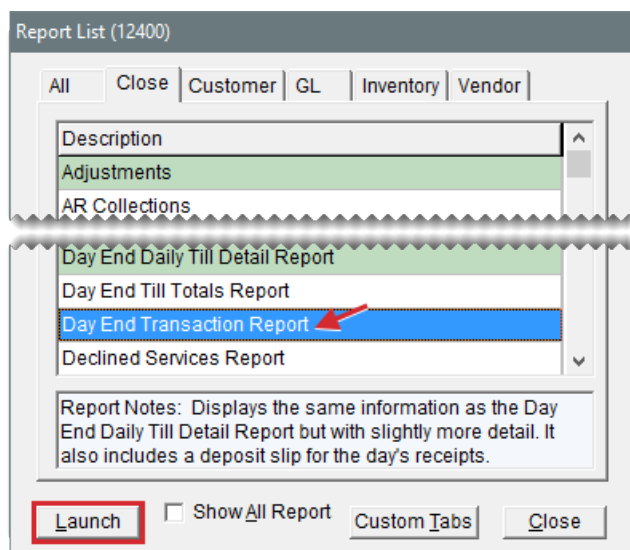 Report List (12400)
All Close Customer GL Inventory Vendor
Description
Adjustments
AR Collections
Day End Daily Till Detail Report
Day End Till Totals Report
Day End Transaction Report
Declined Services Report
Report Notes: Displays the same information as the Day
End Daily Till Detail Report but with slightly more detail. It
also includes a deposit slip for the day's receipts.
Launch Show All Report Custom Tabs Close